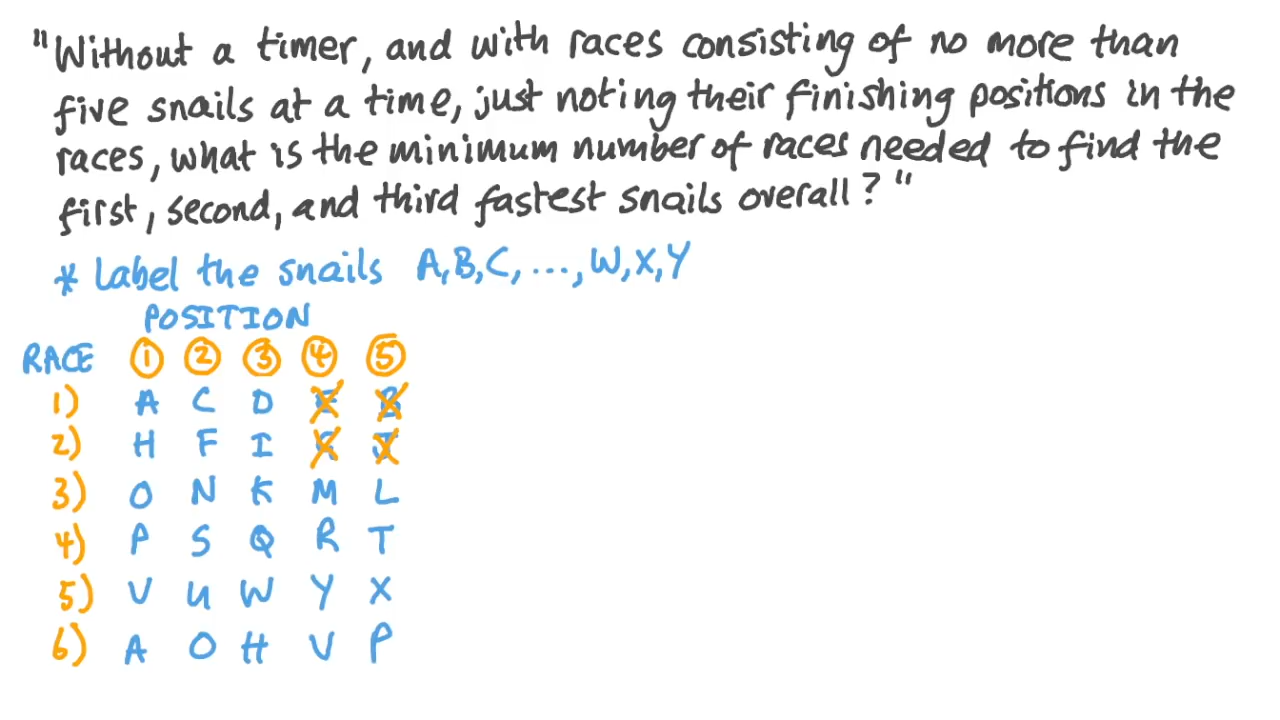 "Without a timer, and with races consisting of no more than
five snails at a time, just noting their finishing positions in the
races, what is the minimum number of races needed to find the
first, second, and third fastest snails overall?"
* Label the snails A,B,C, ..., W,X,Y
POSITION
RACE 1 2 3 4 5
1) A C D E B
2) H F I G J
3) O N K M L
4) P S Q R T
5) V U W Y X
6) A O H V P